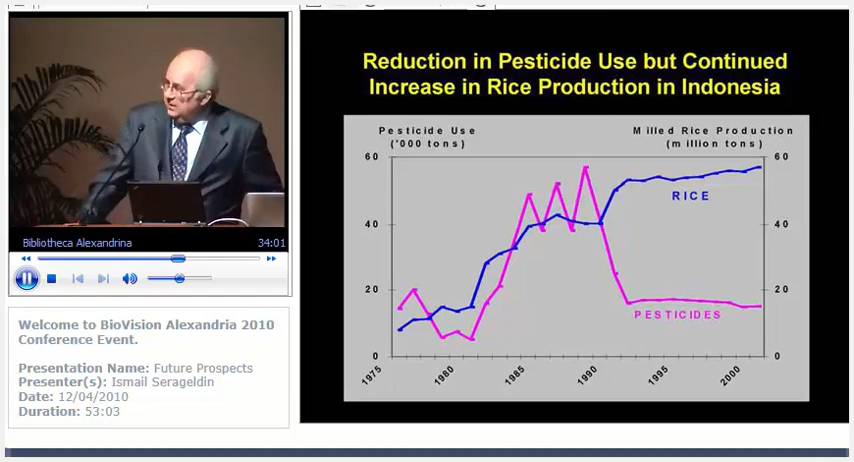 Reduction in Pesticide Use but Continued
Increase in Rice Production in Indonesia
Pesticide Use
('000 tons)
Milled Rice Production
(million tons)
60
60
RICE
40
40
20
20
PESTICIDES
0
0
1975
1980
1985
1990
1995
2000
Bibliotheca Alexandrina
34:01
Welcome to BioVision Alexandria 2010
Conference Event.
Presentation Name: Future Prospects
Presenter(s): Ismail Serageldin
Date: 12/04/2010
Duration: 53:03